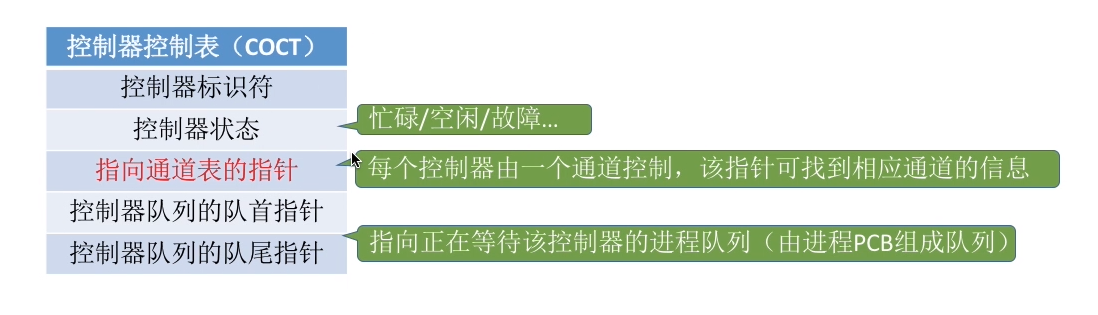 控制器控制表（COCT）
控制器标识符
控制器状态
忙碌/空闲/故障...
指向通道表的指针
每个控制器由一个通道控制，该指针可找到相应通道的信息
控制器队列的队首指针
控制器队列的队尾指针
指向正在等待该控制器的进程队列（由进程PCB组成队列）